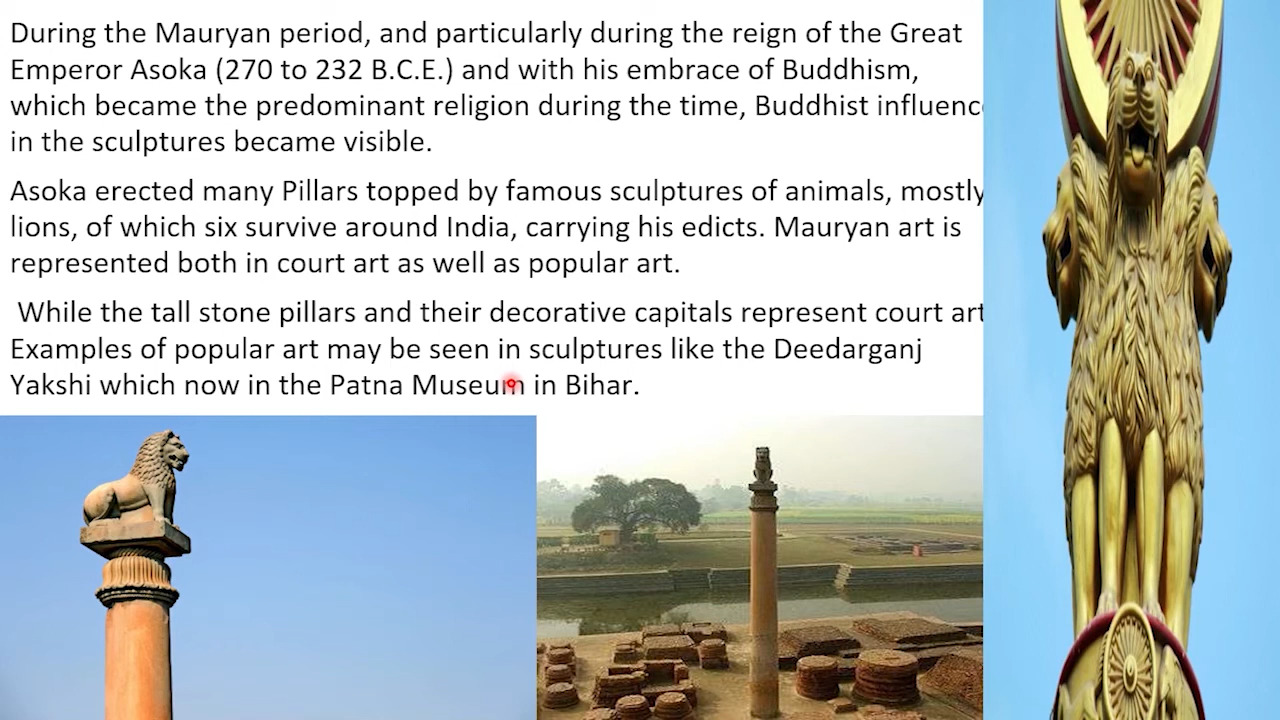 During the Mauryan period, and particularly during the reign of the Great
Emperor Asoka (270 to 232 B.C.E.) and with his embrace of Buddhism,
which became the predominant religion during the time, Buddhist influenc
in the sculptures became visible.
Asoka erected many Pillars topped by famous sculptures of animals, mostly
lions, of which six survive around India, carrying his edicts. Mauryan art is
represented both in court art as well as popular art.
While the tall stone pillars and their decorative capitals represent court art
Examples of popular art may be seen in sculptures like the Deedarganj
Yakshi which now in the Patna Museum in Bihar.